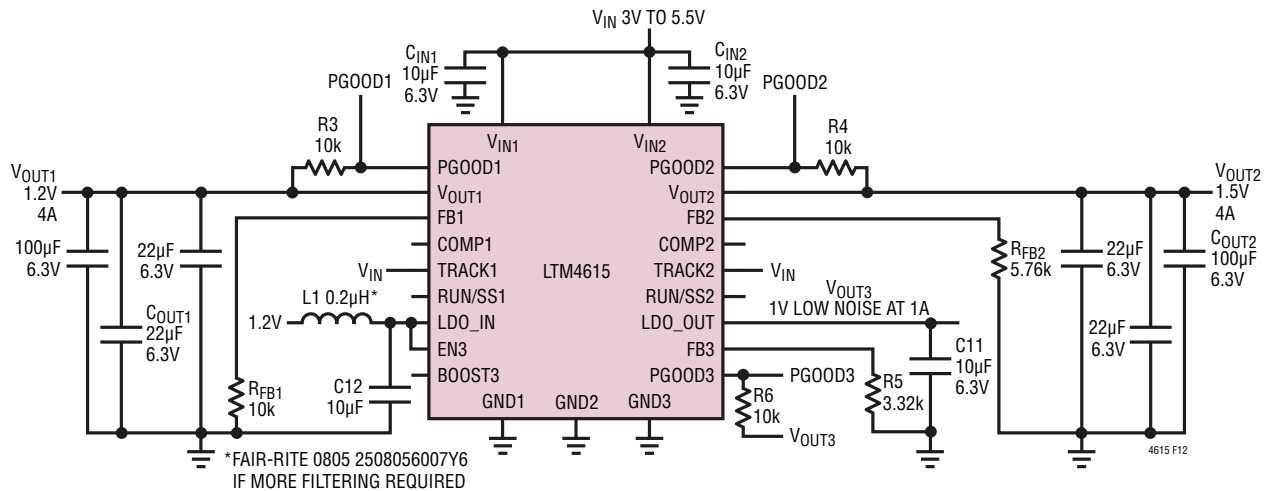 VIN 3V TO 5.5V
CIN1
10µF
6.3V
CIN2
10µF
6.3V
PGOOD1
PGOOD2
R3
10k
R4
10k
VIN1
VIN2
PGOOD1
PGOOD2
VOUT1
1.2V
4A
VOUT1
VOUT2
VOUT2
1.5V
4A
FB1
FB2
100µF
6.3V
22µF
6.3V
COUT1
22µF
6.3V
COMP1
COMP2
RFB2
5.76k
22µF
6.3V
COUT2
100µF
6.3V
VIN
TRACK1
LTM4615
TRACK2
VIN
RUN/SS1
RUN/SS2
VOUT3
1V LOW NOISE AT 1A
L1 0.2µH*
1.2V
LDO_IN
LDO_OUT
22µF
6.3V
EN3
FB3
C11
10µF
6.3V
BOOST3
PGOOD3
PGOOD3
RFB1
10k
C12
10µF
R5
3.32k
R6
10k
GND1
GND2
GND3
VOUT3
4615 F12
*FAIR-RITE 0805 2508056007Y6
IF MORE FILTERING REQUIRED